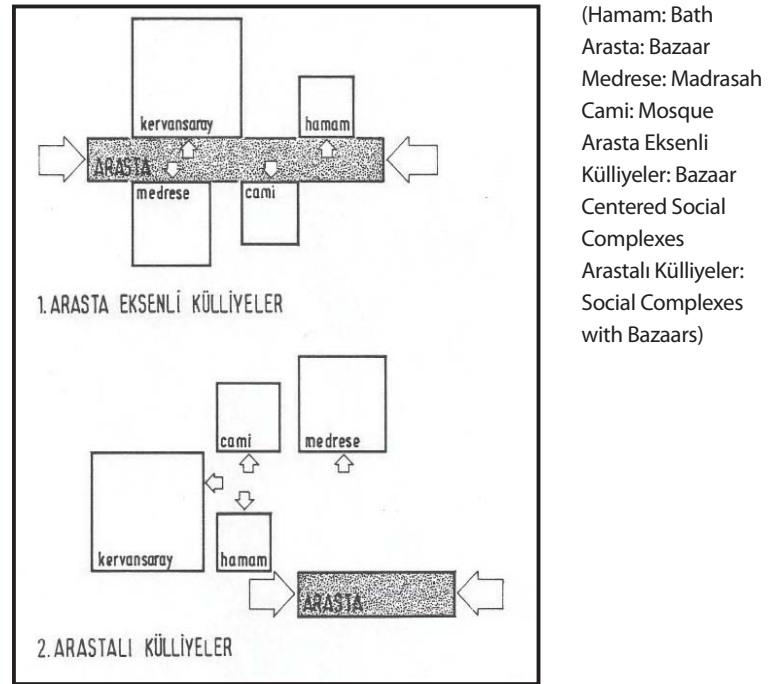 kervansaray
hamam
ARASTA
medrese
cami
1. ARASTA EKSENLİ KÜLLİYELER
cami
medrese
kervansaray
hamam
ARASTA
2. ARASTALI KÜLLİYELER
(Hamam: Bath
Arasta: Bazaar
Medrese: Madrasah
Cami: Mosque
Arasta Eksenli
Külliyeler: Bazaar
Centered Social
Complexes
Arastalı Külliyeler:
Social Complexes
with Bazaars)